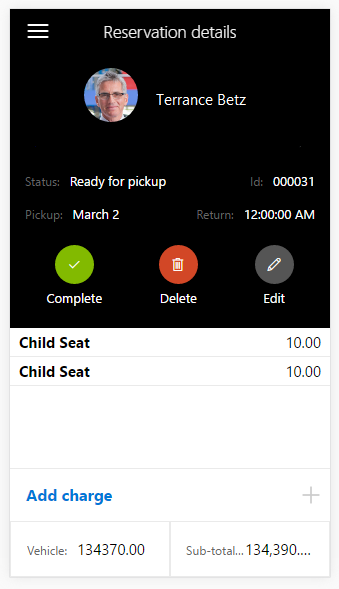 Reservation details
Terrance Betz
Status: Ready for pickup Id: 000031
Pickup: March 2 Return: 12:00:00 AM
Complete Delete Edit
Child Seat 10.00
Child Seat 10.00
Add charge
Vehicle: 134370.00 Sub-total... 134,390....